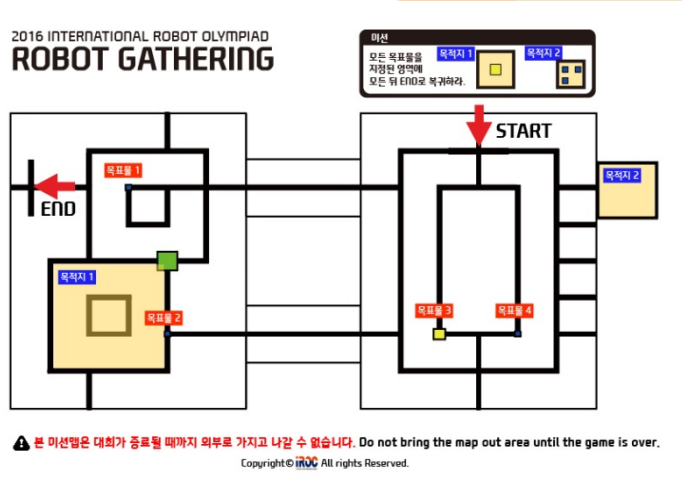 2016 INTERNATIONAL ROBOT OLYMPIAD
ROBOT GATHERING
미션
모든 목표물을
지정된 영역에
모은 뒤 END로 복귀하라.
목적지 1
목적지 2
START
목표물 1
목적지 2
END
목적지 1
목표물 2
목표물 3
목표물 4
본 미션맵은 대회가 종료될 때까지 외부로 가지고 나갈 수 없습니다. Do not bring the map out area until the game is over.
Copyright© IROC All rights Reserved.